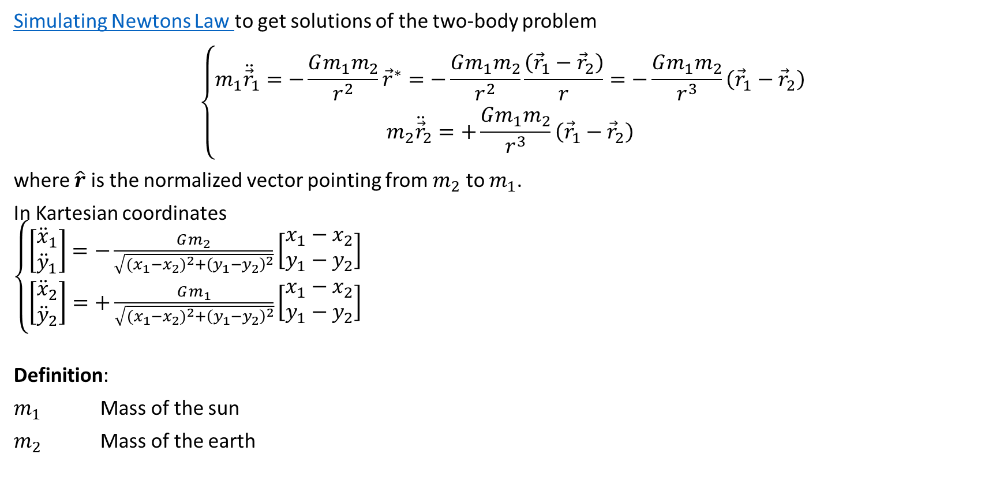 Simulating Newtons Law to get solutions of the two-body problem
$\begin{cases} m_1\ddot{\vec{r}}_1 = -\frac{Gm_1m_2}{r^2}\vec{r}^* = -\frac{Gm_1m_2}{r^2}\frac{(\vec{r}_1 - \vec{r}_2)}{r} = -\frac{Gm_1m_2}{r^3}(\vec{r}_1 - \vec{r}_2) \\ m_2\ddot{\vec{r}}_2 = +\frac{Gm_1m_2}{r^3}(\vec{r}_1 - \vec{r}_2) \end{cases}$
where $\hat{\boldsymbol{r}}$ is the normalized vector pointing from $m_2$ to $m_1$.
In Kartesian coordinates
$\begin{cases} \begin{bmatrix} \ddot{x}_1 \\ \ddot{y}_1 \end{bmatrix} = -\frac{Gm_2}{\sqrt{(x_1-x_2)^2+(y_1-y_2)^2}} \begin{bmatrix} x_1 - x_2 \\ y_1 - y_2 \end{bmatrix} \\ \begin{bmatrix} \ddot{x}_2 \\ \ddot{y}_2 \end{bmatrix} = +\frac{Gm_1}{\sqrt{(x_1-x_2)^2+(y_1-y_2)^2}} \begin{bmatrix} x_1 - x_2 \\ y_1 - y_2 \end{bmatrix} \end{cases}$
Definition:
$m_1$ Mass of the sun
$m_2$ Mass of the earth